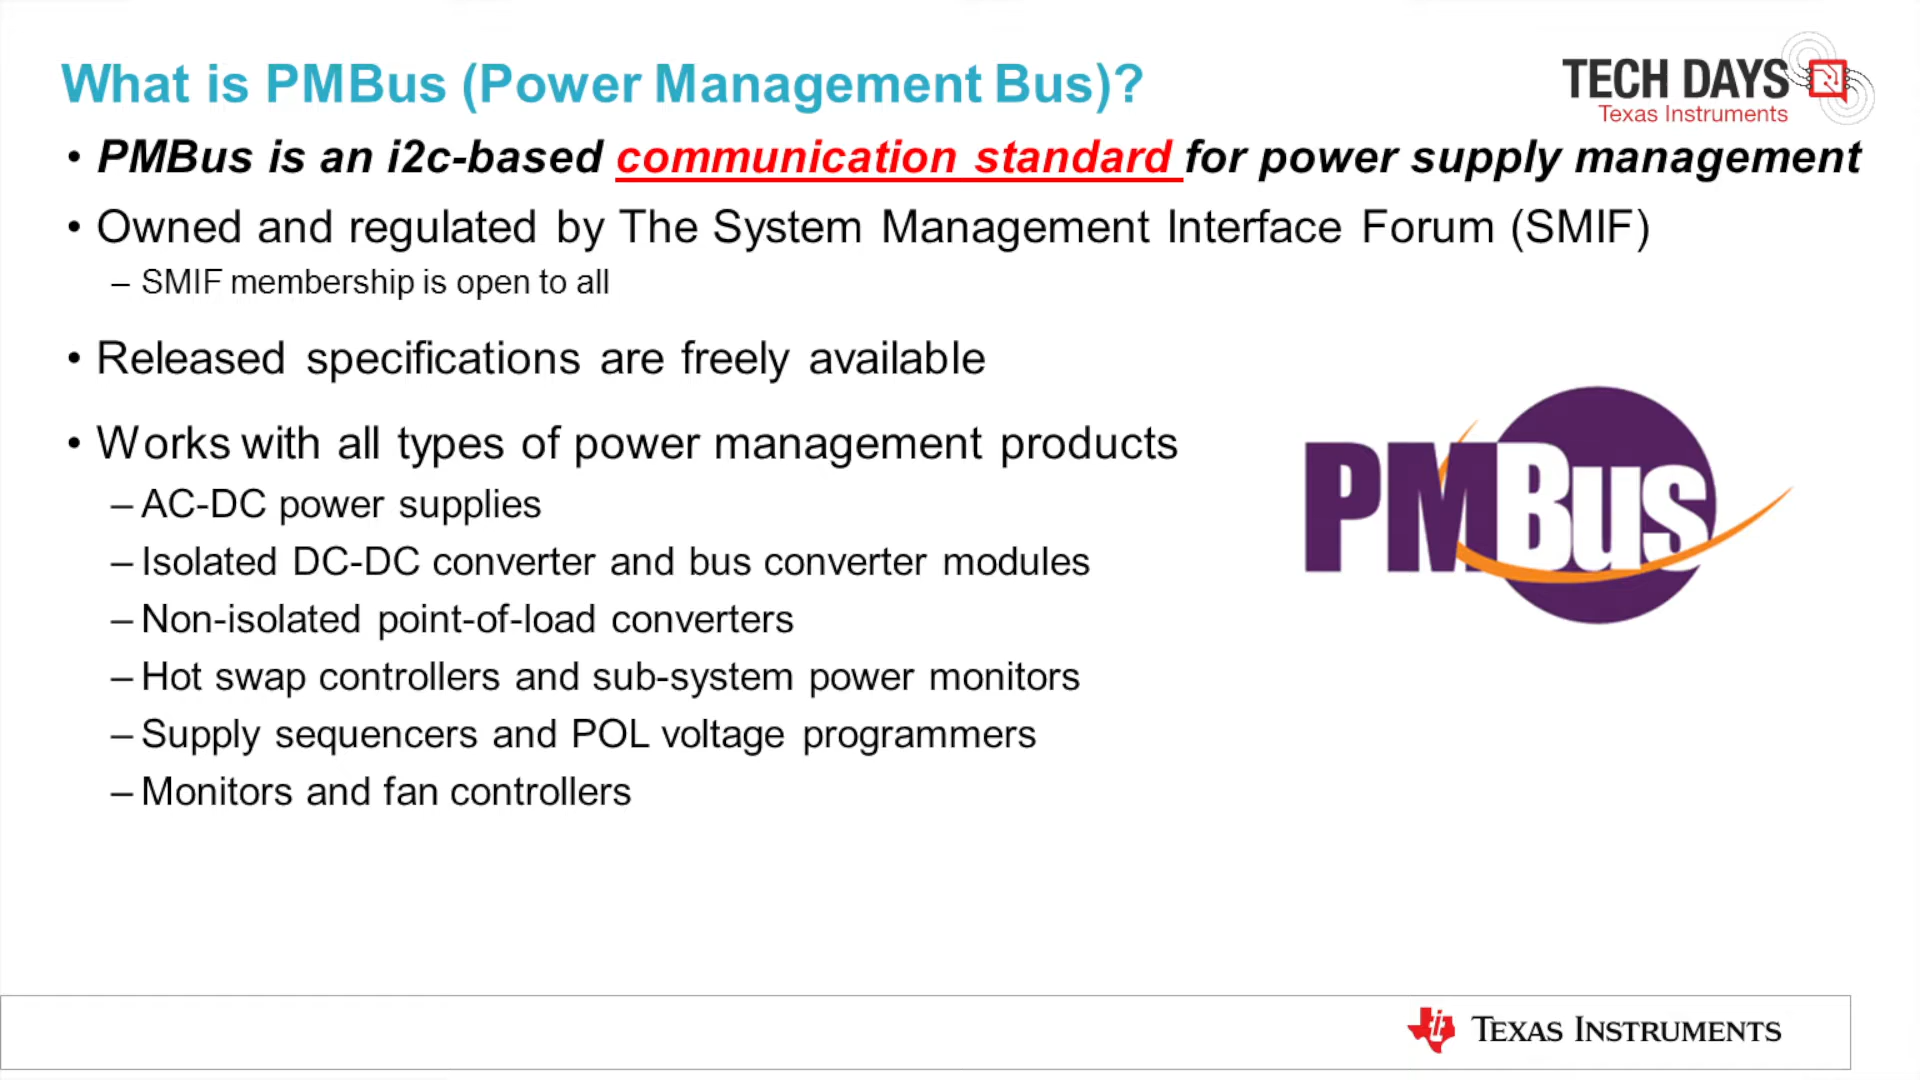 What is PMBus (Power Management Bus)?
TECH DAYS
Texas Instruments
• PMBus is an i2c-based communication standard for power supply management
• Owned and regulated by The System Management Interface Forum (SMIF)
– SMIF membership is open to all
• Released specifications are freely available
• Works with all types of power management products
– AC-DC power supplies
– Isolated DC-DC converter and bus converter modules
– Non-isolated point-of-load converters
– Hot swap controllers and sub-system power monitors
– Supply sequencers and POL voltage programmers
– Monitors and fan controllers
PMBus
TEXAS INSTRUMENTS